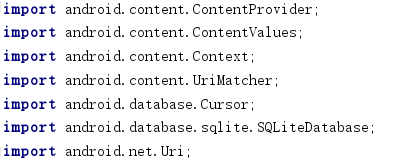 import android.content.ContentProvider;
import android.content.ContentValues;
import android.content.Context;
import android.content.UriMatcher;
import android.database.Cursor;
import android.database.sqlite.SQLiteDatabase;
import android.net.Uri;